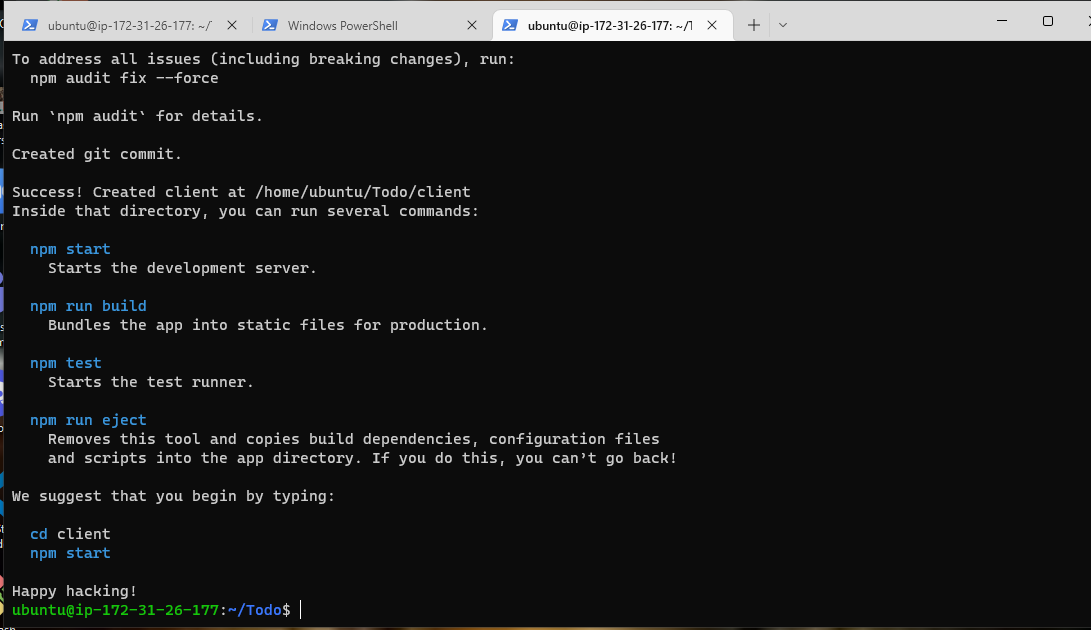 ubuntu@ip-172-31-26-177: ~/
Windows PowerShell
ubuntu@ip-172-31-26-177: ~/T
To address all issues (including breaking changes), run:
npm audit fix --force
Run `npm audit` for details.
Created git commit.
Success! Created client at /home/ubuntu/Todo/client
Inside that directory, you can run several commands:
npm start
Starts the development server.
npm run build
Bundles the app into static files for production.
npm test
Starts the test runner.
npm run eject
Removes this tool and copies build dependencies, configuration files
and scripts into the app directory. If you do this, you can’t go back!
We suggest that you begin by typing:
cd client
npm start
Happy hacking!
ubuntu@ip-172-31-26-177:~/Todo$